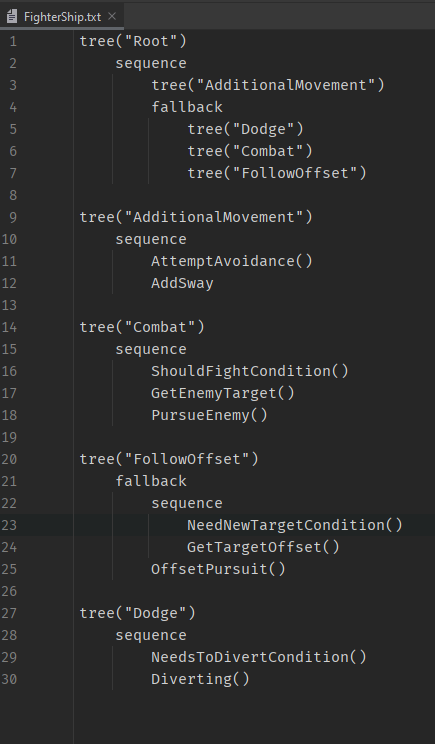 FighterShip.txt
1 tree("Root")
2 sequence
3 tree("AdditionalMovement")
4 fallback
5 tree("Dodge")
6 tree("Combat")
7 tree("FollowOffset")
8
9 tree("AdditionalMovement")
10 sequence
11 AttemptAvoidance()
12 AddSway
13
14 tree("Combat")
15 sequence
16 ShouldFightCondition()
17 GetEnemyTarget()
18 PursueEnemy()
19
20 tree("FollowOffset")
21 fallback
22 sequence
23 NeedNewTargetCondition()
24 GetTargetOffset()
25 OffsetPursuit()
26
27 tree("Dodge")
28 sequence
29 NeedsToDivertCondition()
30 Diverting()